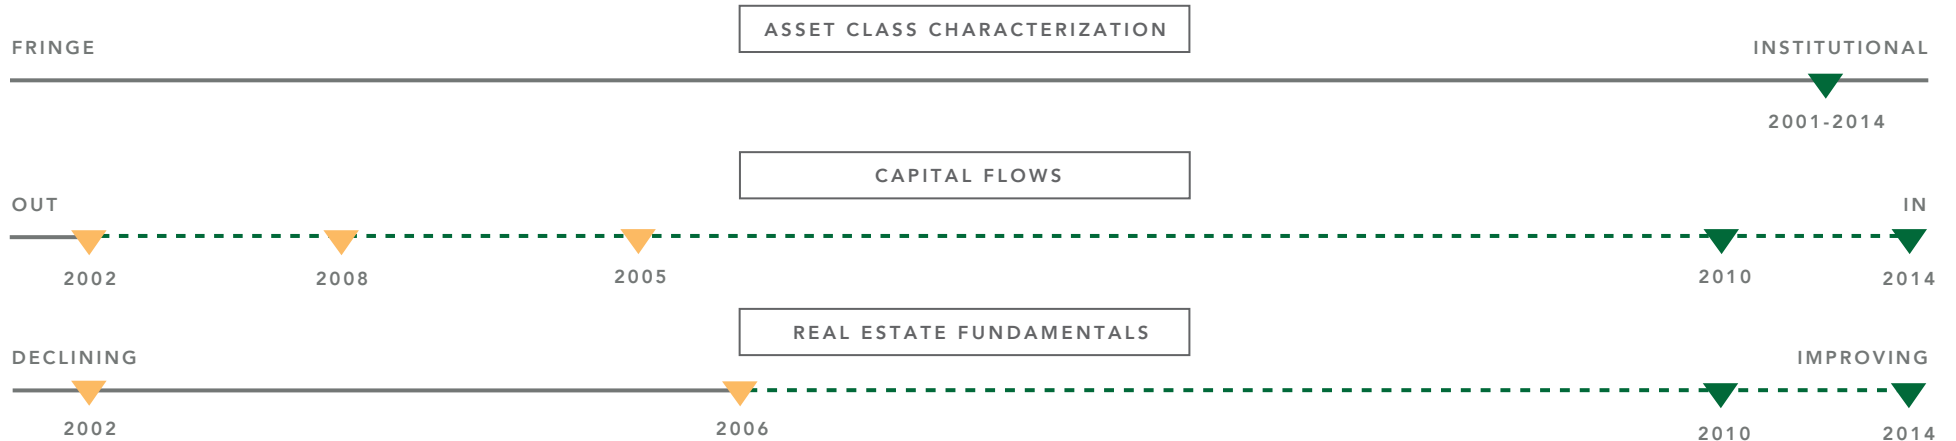 ASSET CLASS CHARACTERIZATION
FRINGE
INSTITUTIONAL
2001-2014
CAPITAL FLOWS
OUT
IN
2002
2008
2005
2010
2014
REAL ESTATE FUNDAMENTALS
DECLINING
IMPROVING
2002
2006
2010
2014